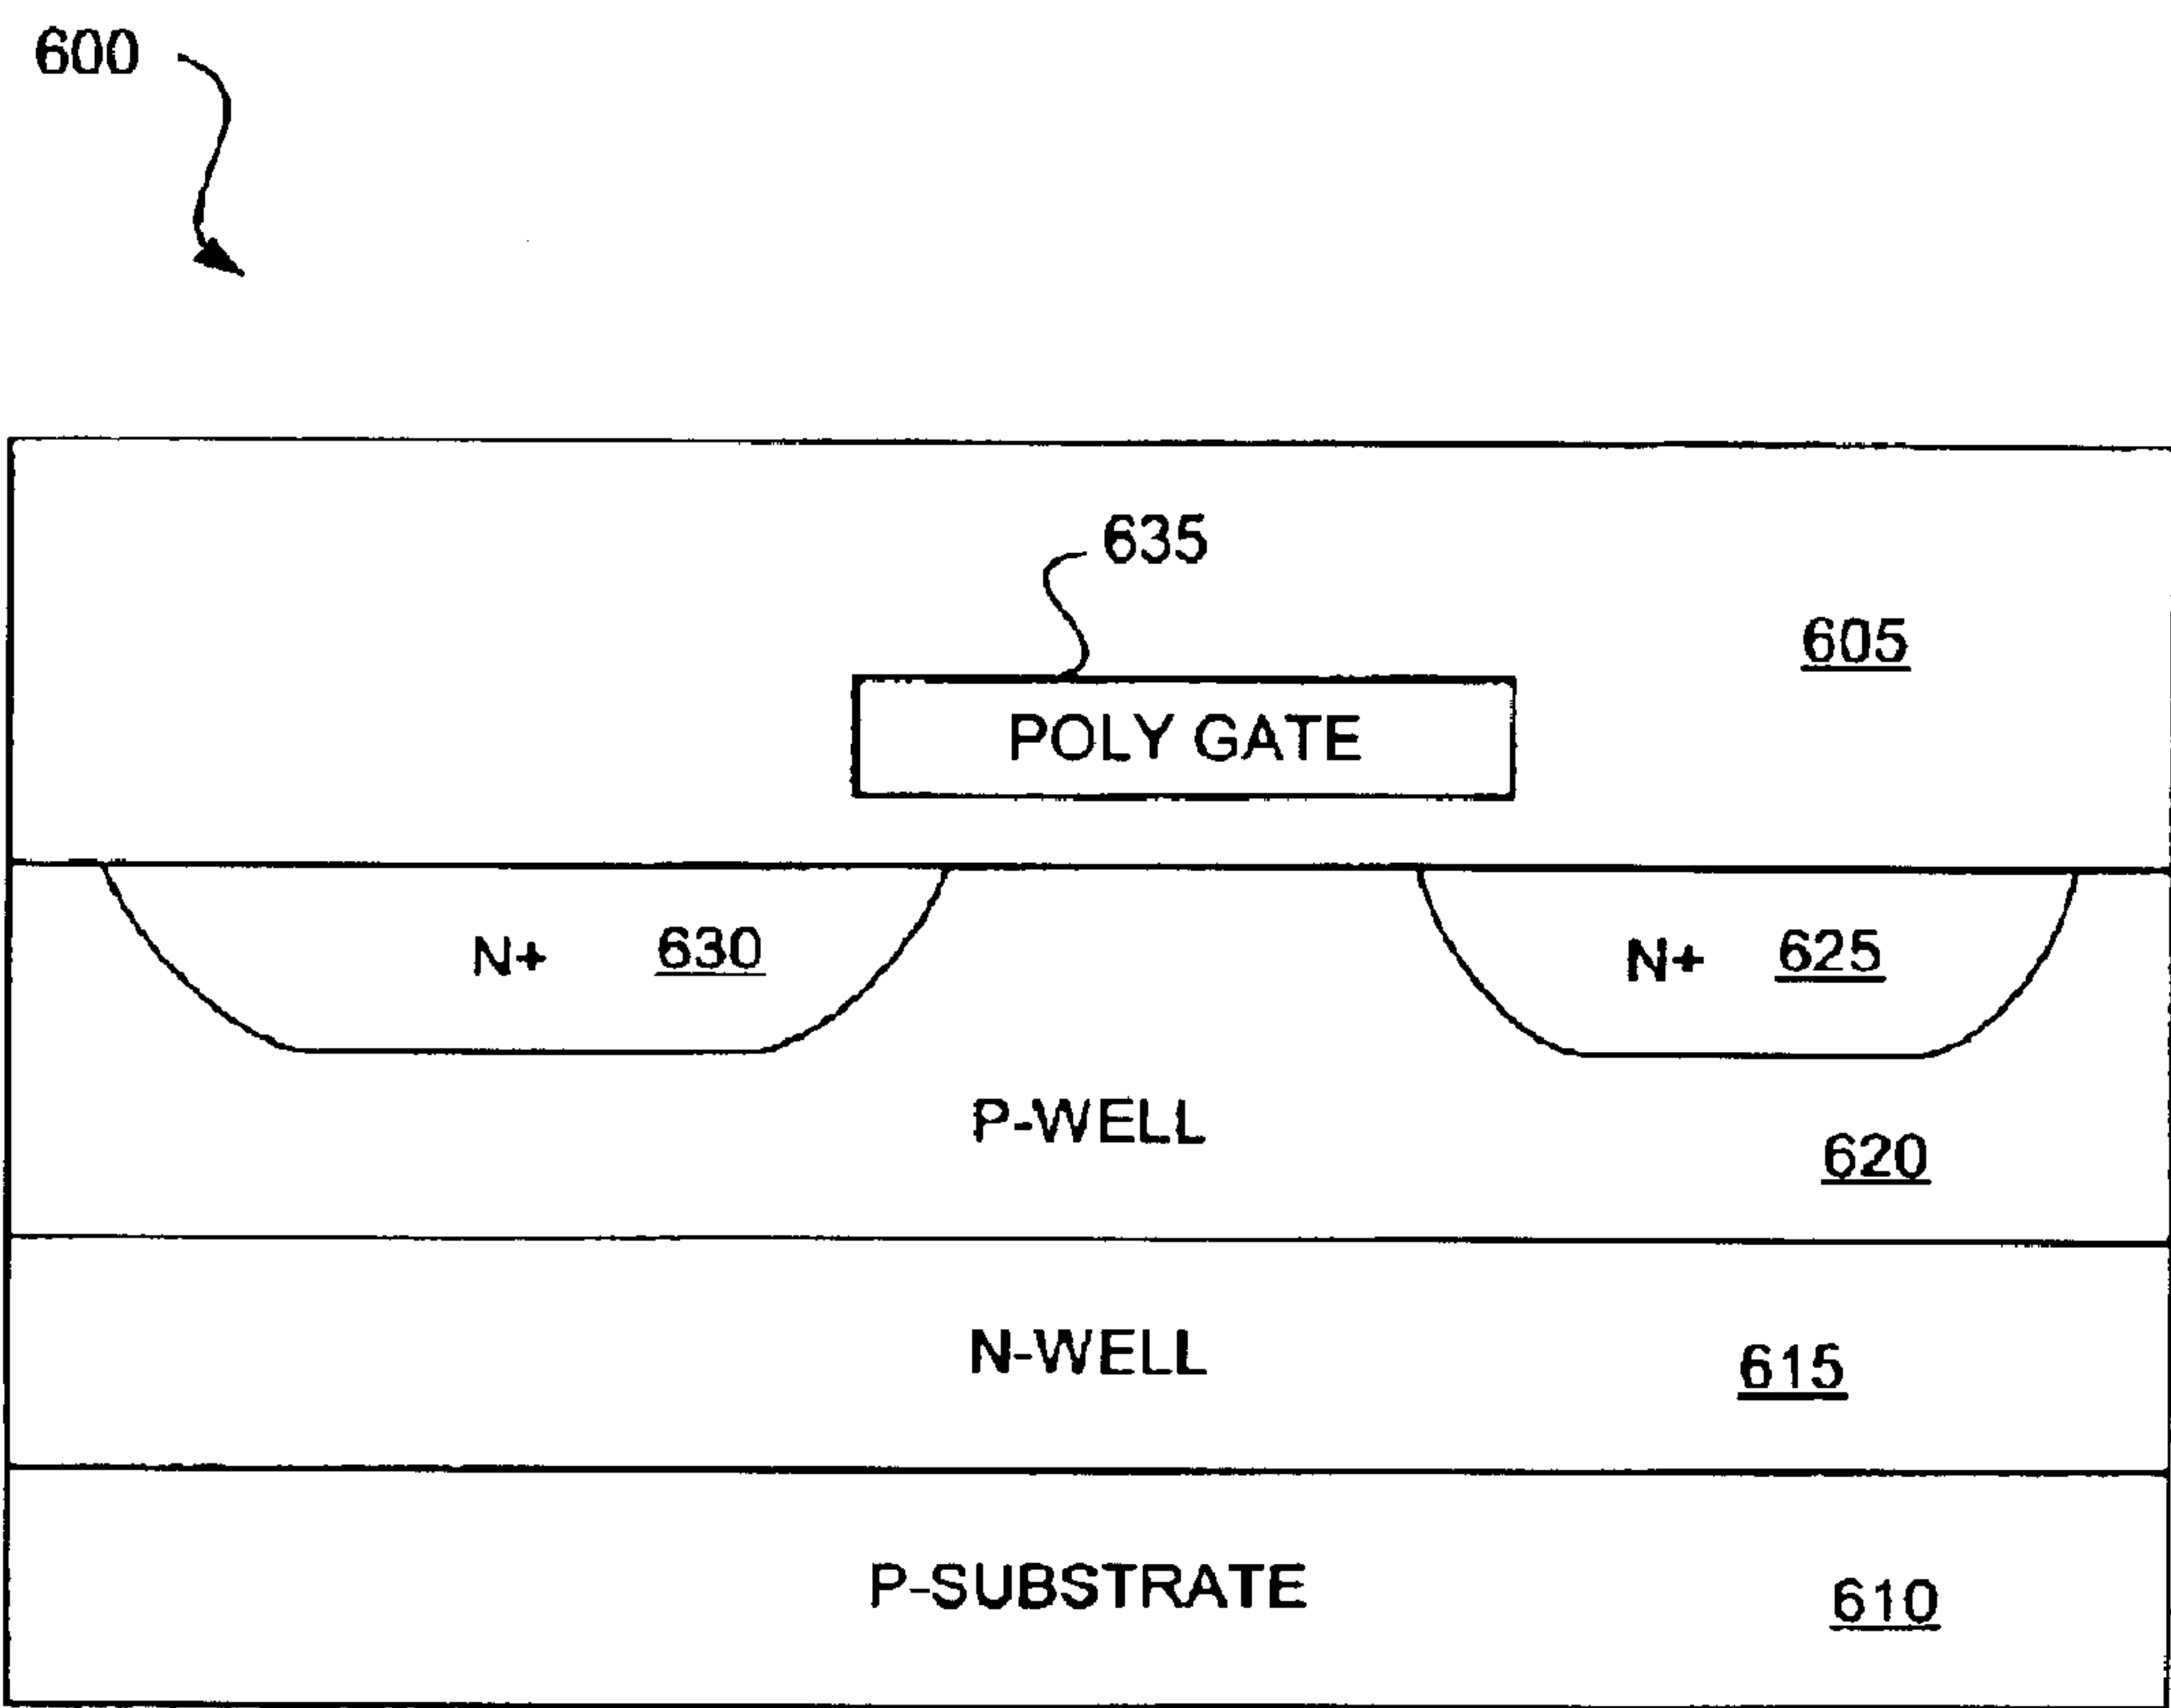 600
635
605
POLY GATE
N+ 630
N+ 625
P-WELL
620
N-WELL
615
P-SUBSTRATE
610